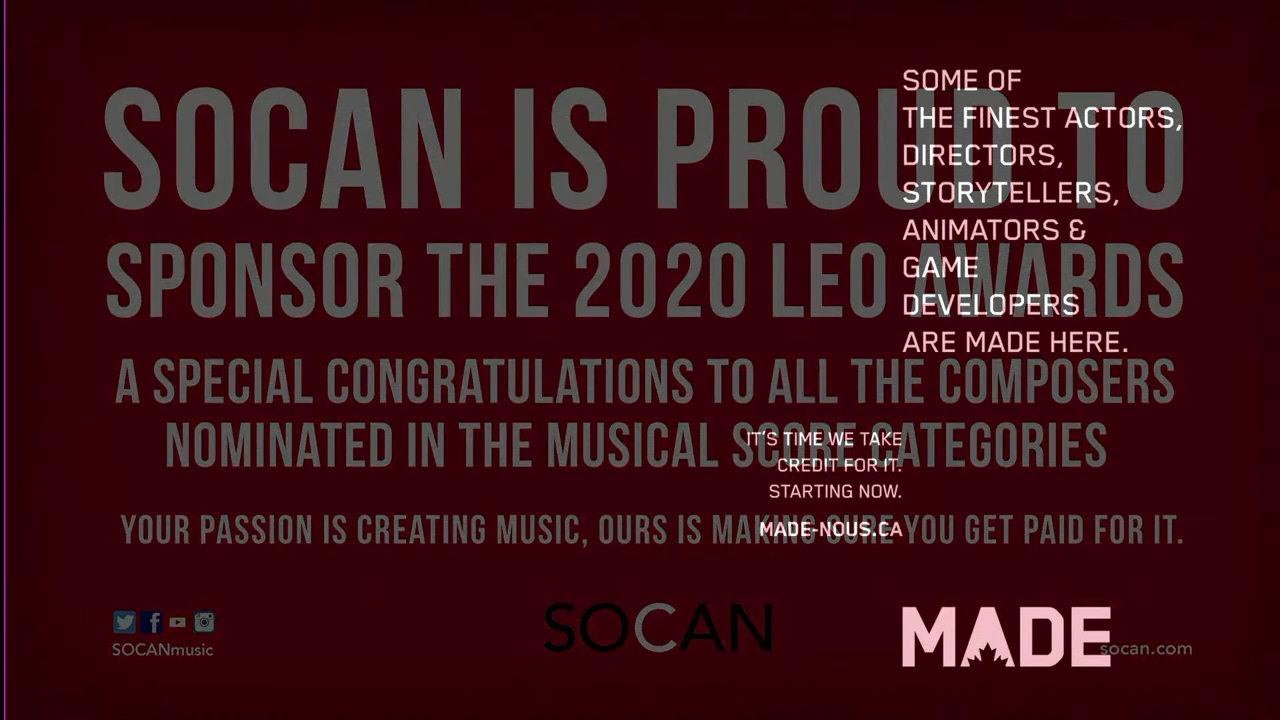 SOCAN IS PROUD TO
SPONSOR THE 2020 LEO AWARDS
A SPECIAL CONGRATULATIONS TO ALL THE COMPOSERS
NOMINATED IN THE MUSICAL SCORE CATEGORIES
YOUR PASSION IS CREATING MUSIC, OURS IS MAKING SURE YOU GET PAID FOR IT.
SOCANmusic
SOCAN
socan.com
SOME OF
THE FINEST ACTORS,
DIRECTORS,
STORYTELLERS,
ANIMATORS &
GAME
DEVELOPERS
ARE MADE HERE.
IT'S TIME WE TAKE
CREDIT FOR IT.
STARTING NOW.
MADE-NOUS.CA
MADE